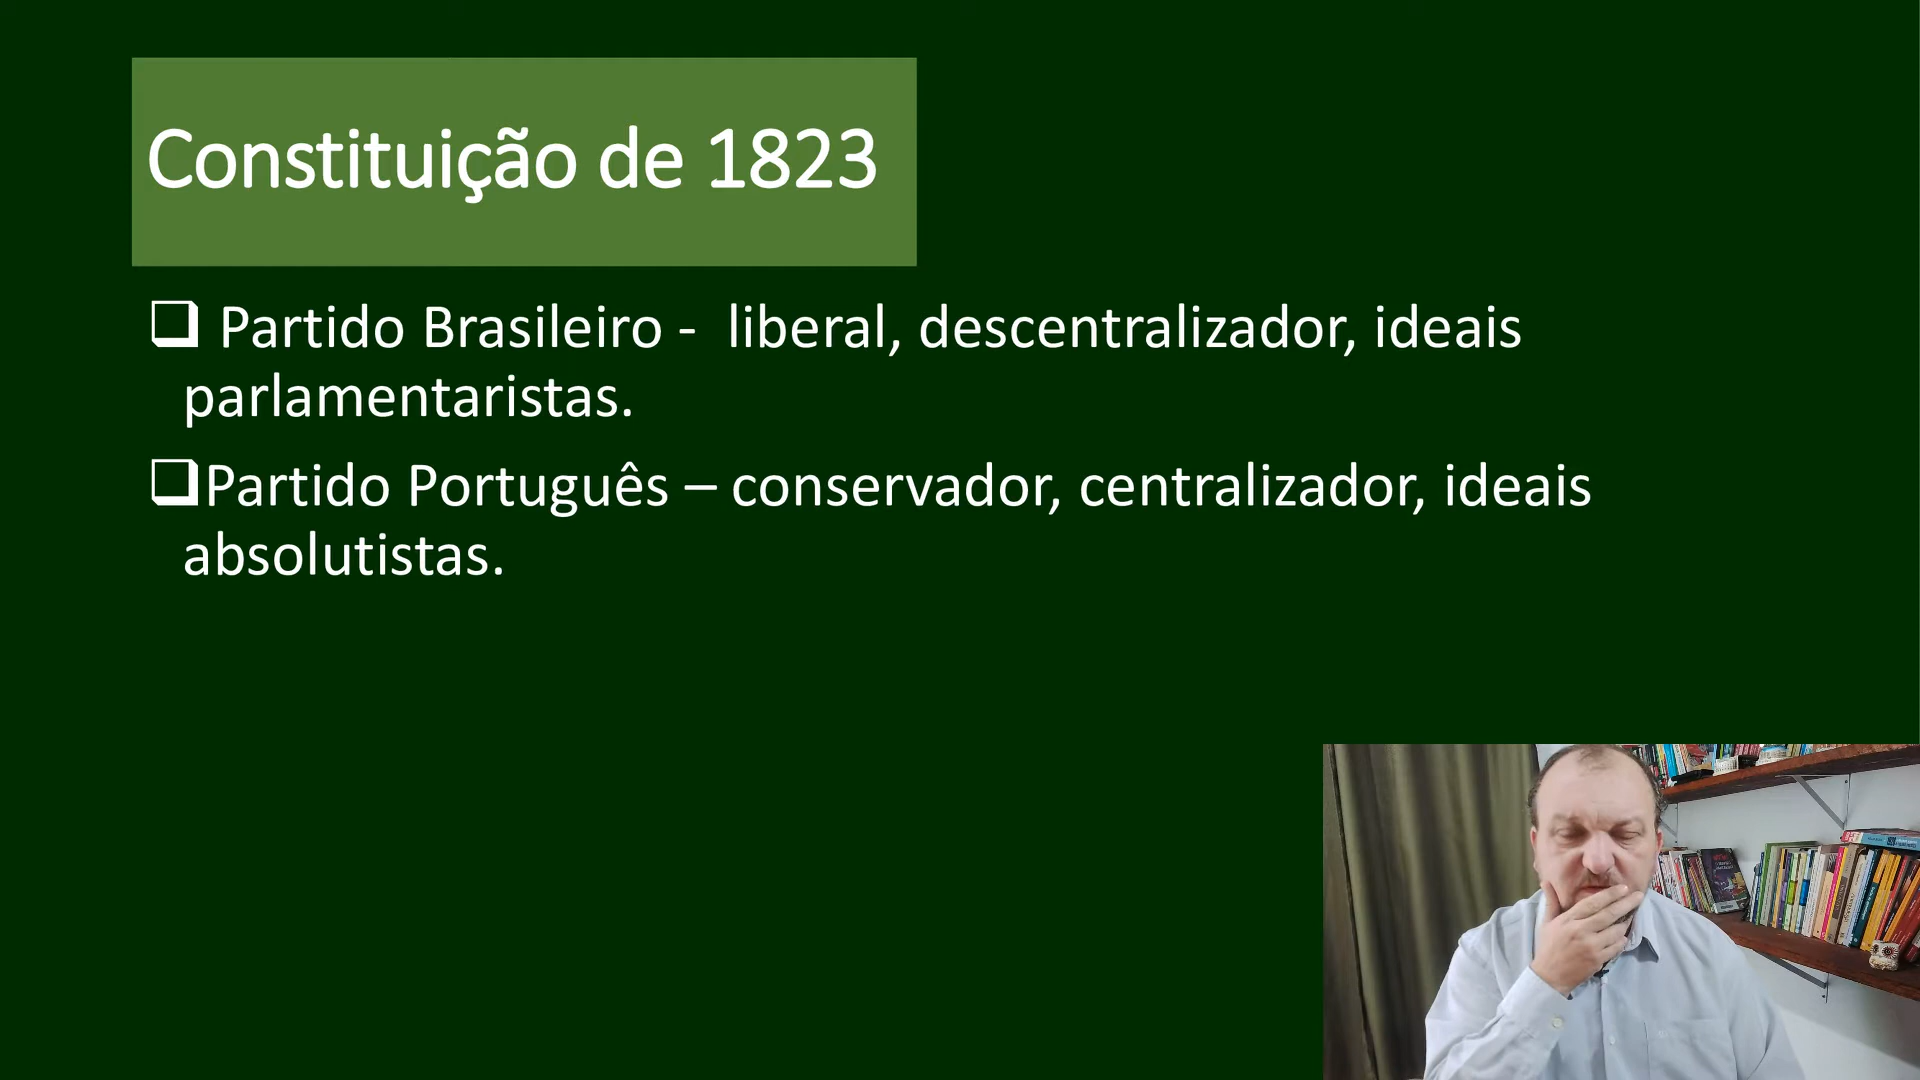 Constituição de 1823
❑ Partido Brasileiro - liberal, descentralizador, ideais
parlamentaristas.
❑Partido Português – conservador, centralizador, ideais
absolutistas.